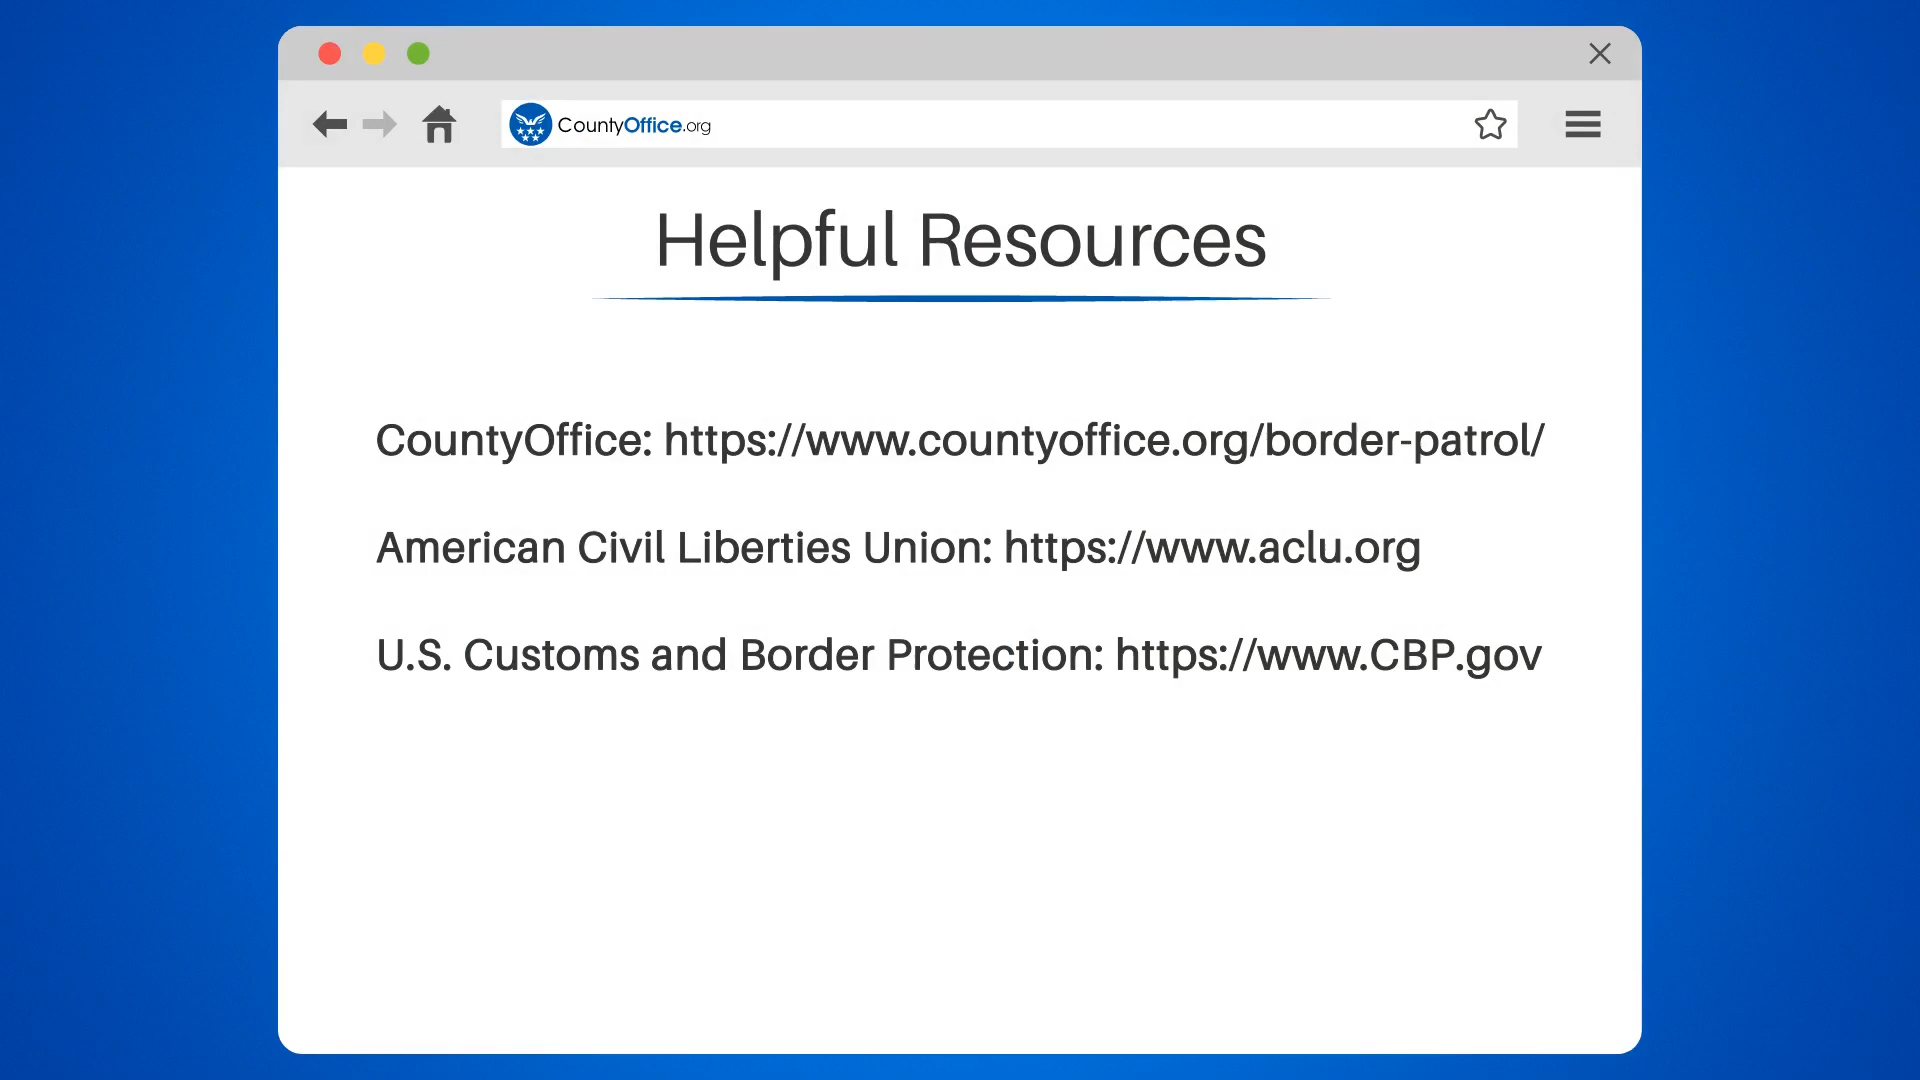 CountyOffice.org
Helpful Resources
CountyOffice: https://www.countyoffice.org/border-patrol/
American Civil Liberties Union: https://www.aclu.org
U.S. Customs and Border Protection: https://www.CBP.gov